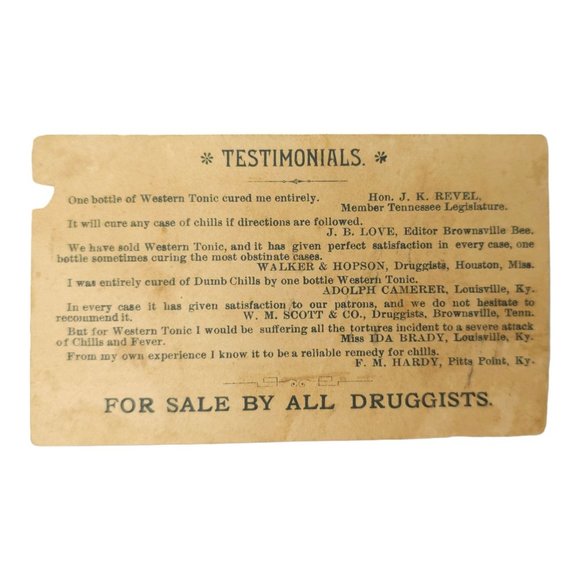 * TESTIMONIALS. *
One bottle of Western Tonic cured me entirely. Hon. J. K. REVEL,
Member Tennessee Legislature.
It will cure any case of chills if directions are followed.
J. B. LOVE, Editor Brownsville Bee.
We have sold Western Tonic, and it has given perfect satisfaction in every case, one
bottle sometimes curing the most obstinate cases.
WALKER & HOPSON, Druggists, Houston, Miss.
I was entirely cured of Dumb Chills by one bottle Western Tonic.
ADOLPH CAMERER, Louisville, Ky.
In every case it has given satisfaction to our patrons, and we do not hesitate to
recommend it. W. M. SCOTT & CO., Druggists, Brownsville, Tenn.
But for Western Tonic I would be suffering all the tortures incident to a severe attack
of Chills and Fever. Miss IDA BRADY, Louisville, Ky.
From my own experience I know it to be a reliable remedy for chills.
F. M. HARDY, Pitts Point, Ky.
FOR SALE BY ALL DRUGGISTS.